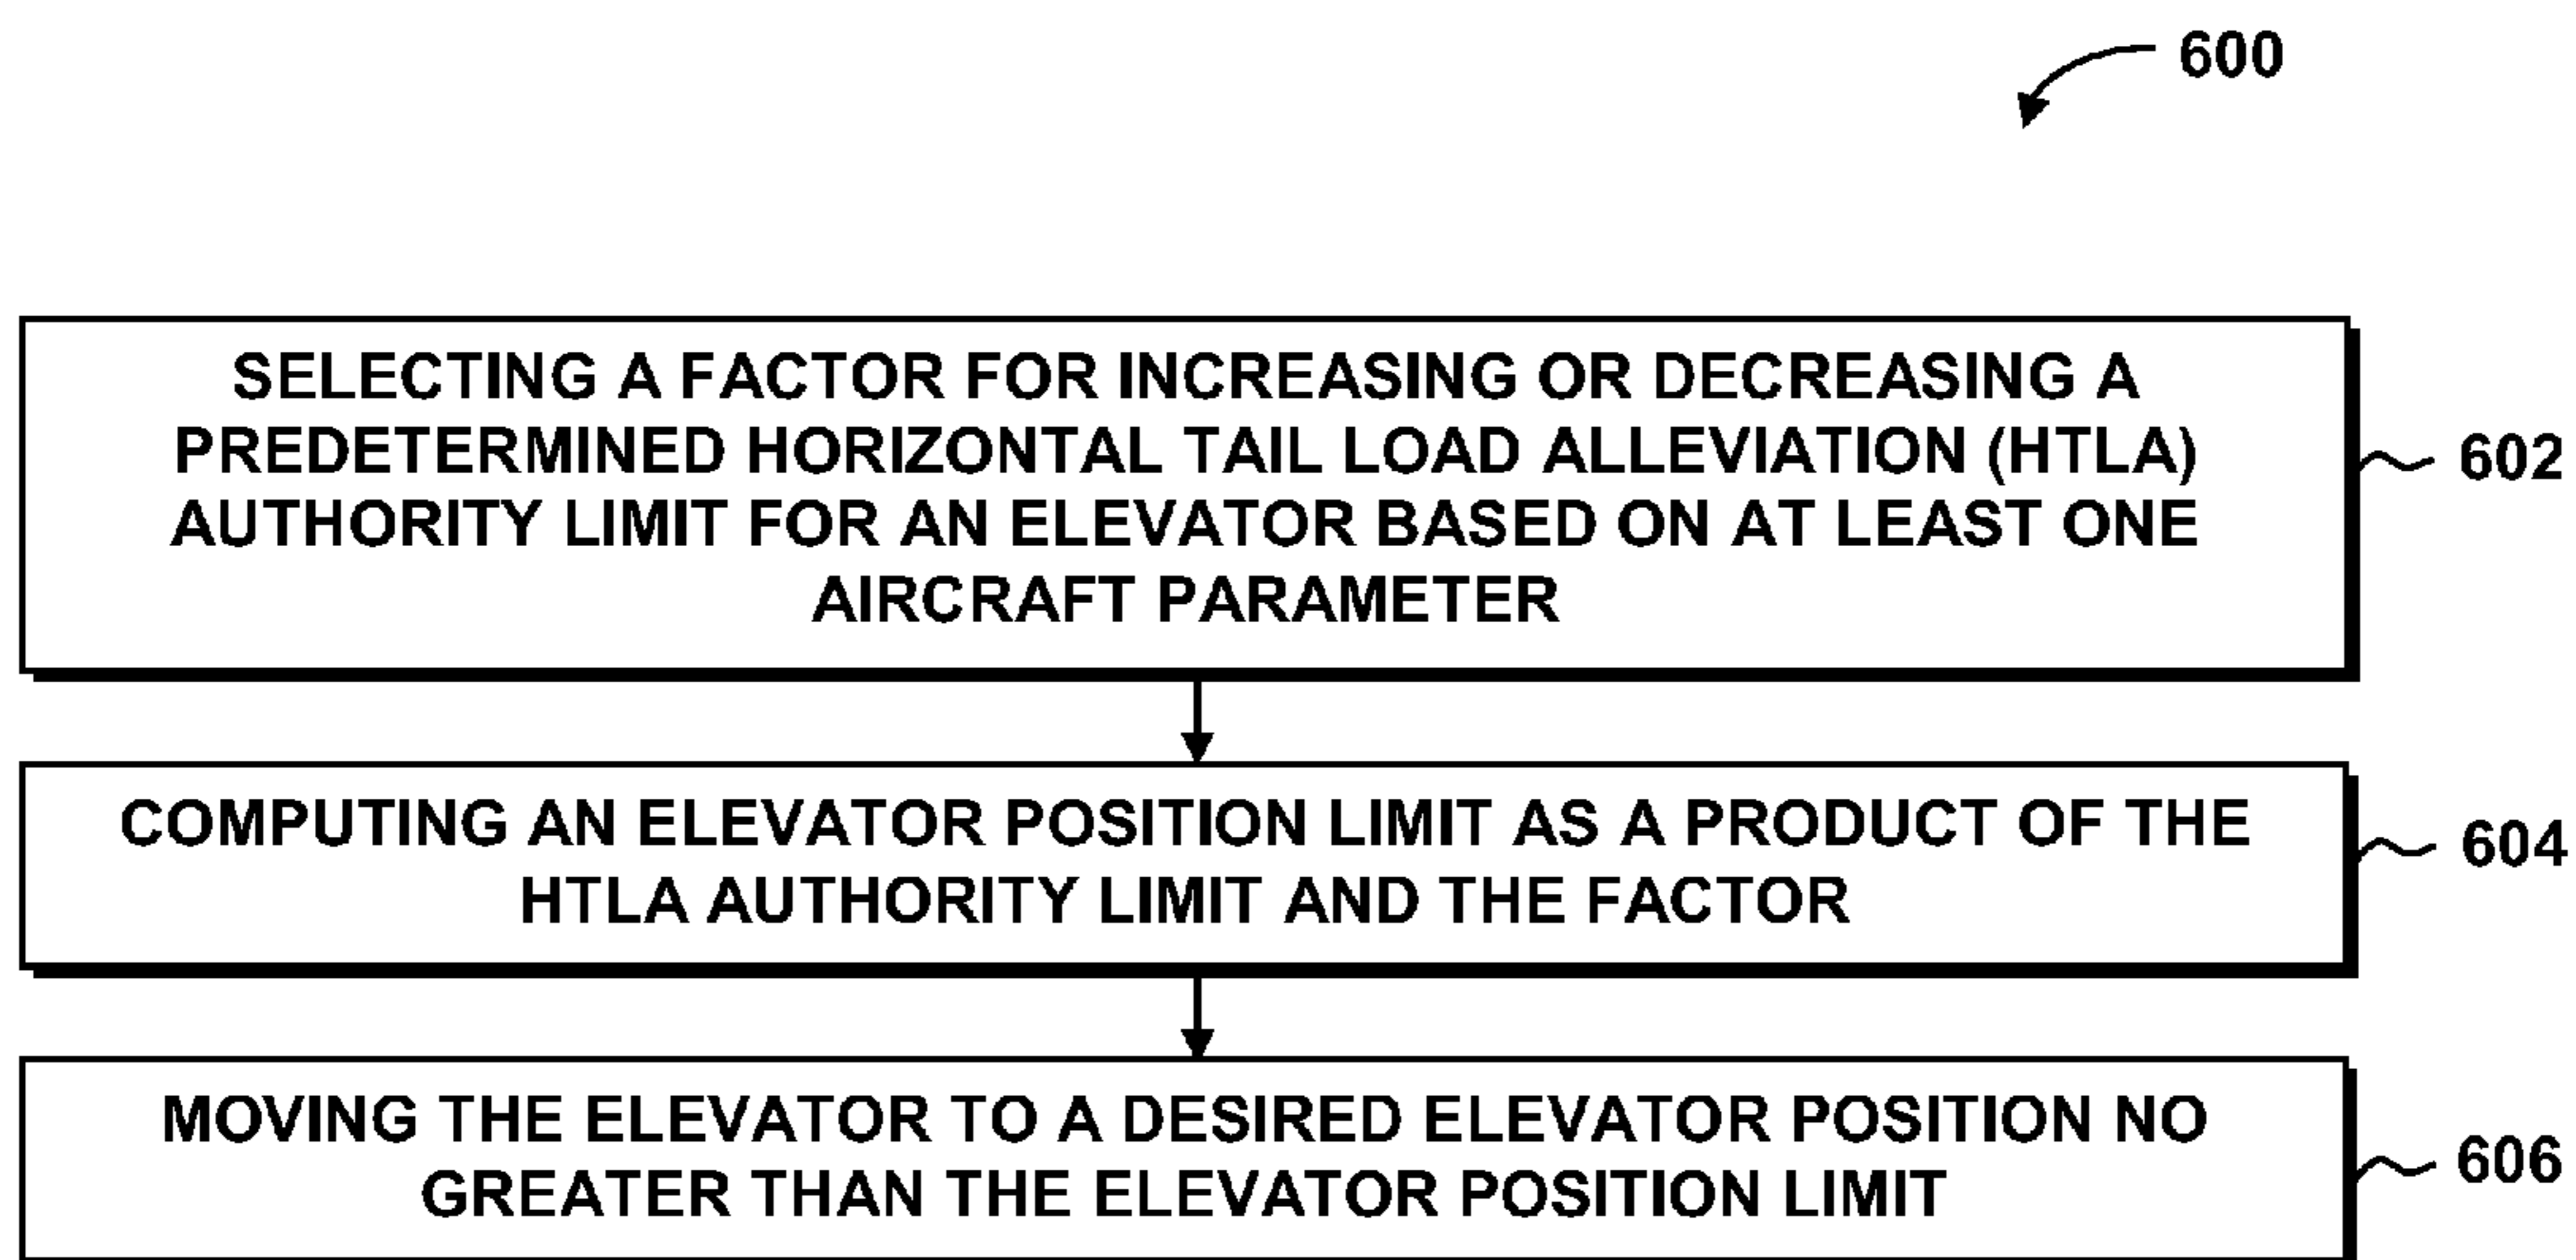 600
SELECTING A FACTOR FOR INCREASING OR DECREASING A
PREDETERMINED HORIZONTAL TAIL LOAD ALLEVIATION (HTLA)
AUTHORITY LIMIT FOR AN ELEVATOR BASED ON AT LEAST ONE
AIRCRAFT PARAMETER
602
COMPUTING AN ELEVATOR POSITION LIMIT AS A PRODUCT OF THE
HTLA AUTHORITY LIMIT AND THE FACTOR
604
MOVING THE ELEVATOR TO A DESIRED ELEVATOR POSITION NO
GREATER THAN THE ELEVATOR POSITION LIMIT
606